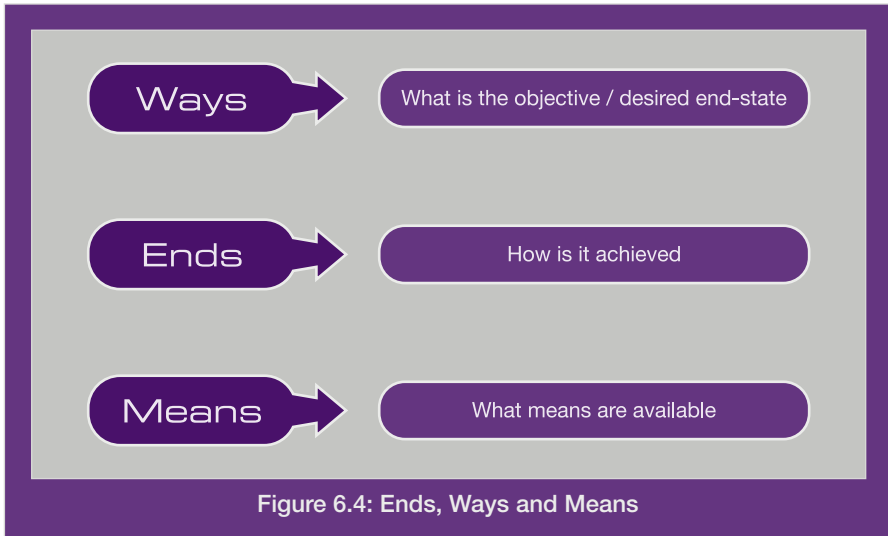 Ways
What is the objective / desired end-state
Ends
How is it achieved
Means
What means are available
Figure 6.4: Ends, Ways and Means